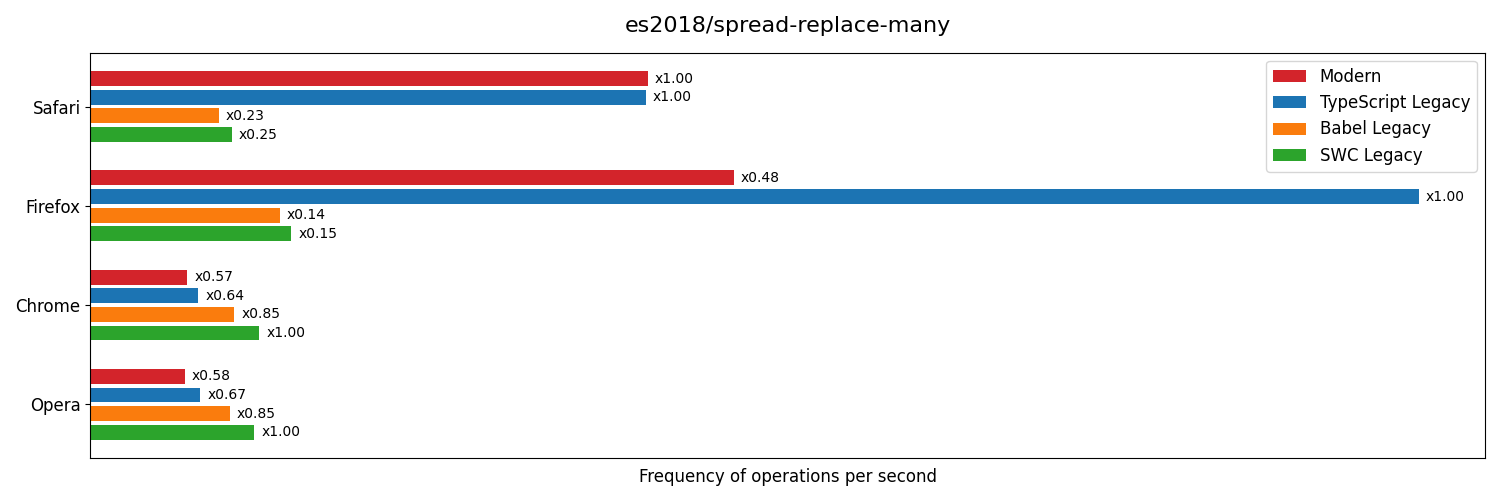 es2018/spread-replace-many
Modern
TypeScript Legacy
Babel Legacy
SWC Legacy
Safari
x1.00
x1.00
x0.23
x0.25
Firefox
x0.48
x1.00
x0.14
x0.15
Chrome
x0.57
x0.64
x0.85
x1.00
Opera
x0.58
x0.67
x0.85
x1.00
Frequency of operations per second